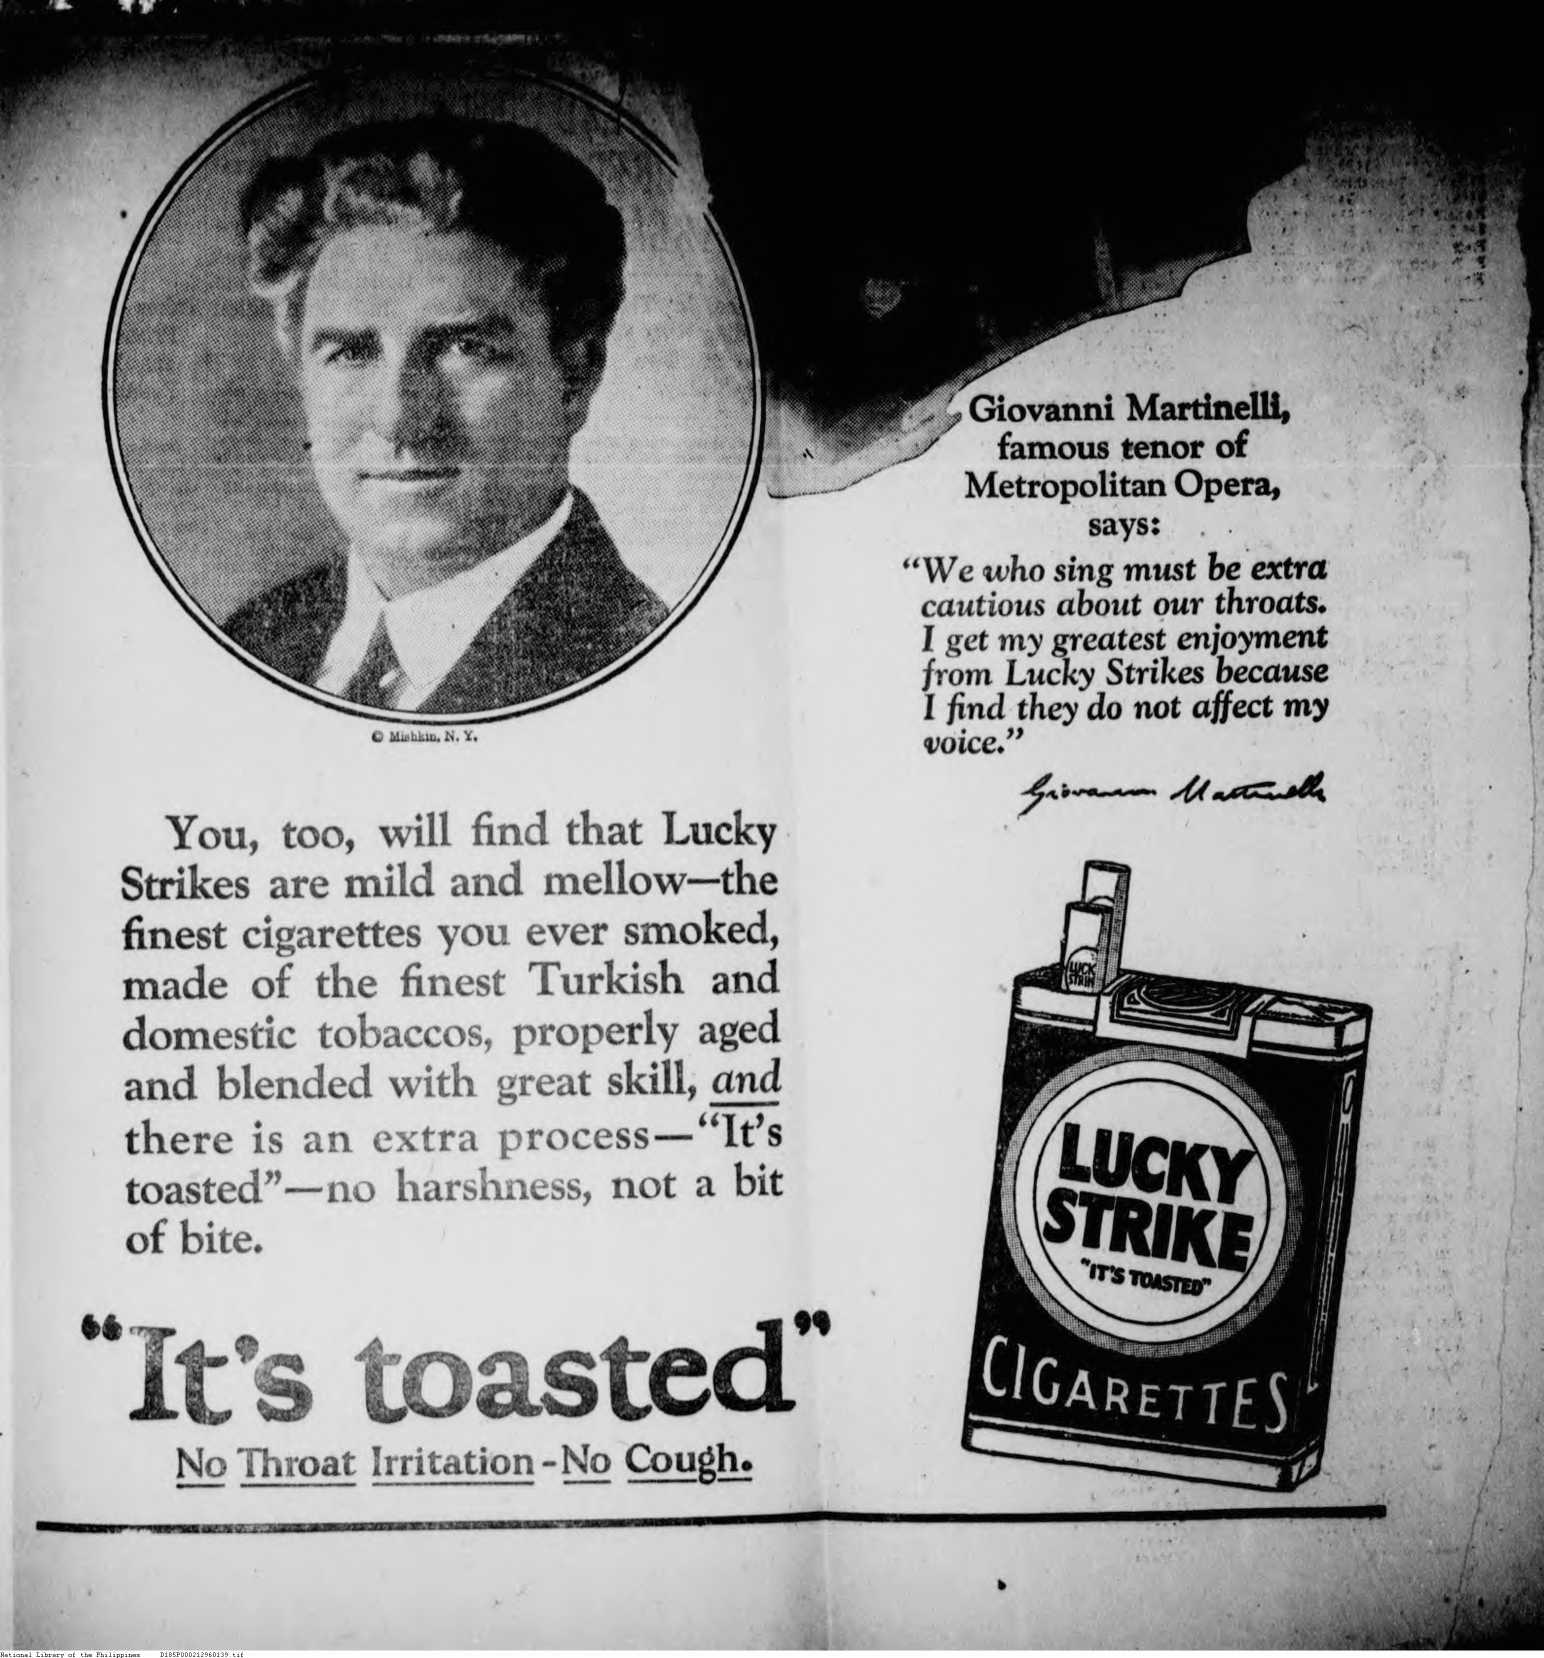 © Mishkin, N. Y.
Giovanni Martinelli,
famous tenor of
Metropolitan Opera,
says:
“We who sing must be extra
cautious about our throats.
I get my greatest enjoyment
from Lucky Strikes because
I find they do not affect my
voice.”
Giovanni Martinelli
You, too, will find that Lucky
Strikes are mild and mellow—the
finest cigarettes you ever smoked,
made of the finest Turkish and
domestic tobaccos, properly aged
and blended with great skill, and
there is an extra process—“It’s
toasted”—no harshness, not a bit
of bite.
“It’s toasted”
No Throat Irritation - No Cough.
LUCKY
STRIKE
"IT'S TOASTED"
CIGARETTES
National Library of the Philippines D185P000212960139.tif